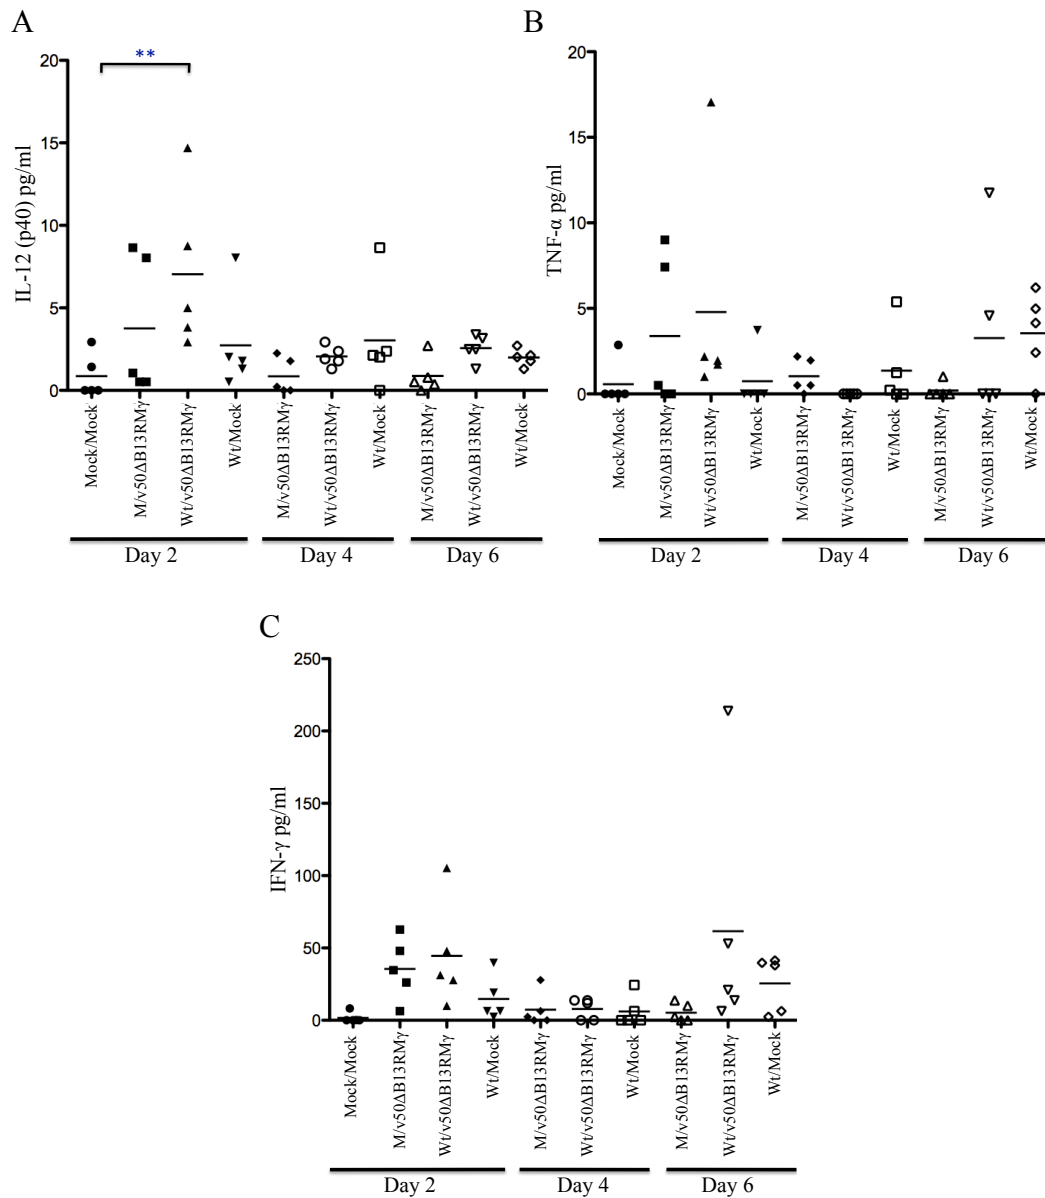 A
**
20
15
10
5
0
IL-12 (p40) pg/ml
Mock/Mock
M/v50ΔB13RMγ
Wt/v50ΔB13RMγ
Wt/Mock
M/v50ΔB13RMγ
Wt/v50ΔB13RMγ
Wt/Mock
M/v50ΔB13RMγ
Wt/v50ΔB13RMγ
Wt/Mock
Day 2
Day 4
Day 6
B
20
15
10
5
0
TNF-α pg/ml
Mock/Mock
M/v50ΔB13RMγ
Wt/v50ΔB13RMγ
Wt/Mock
M/v50ΔB13RMγ
Wt/v50ΔB13RMγ
Wt/Mock
M/v50ΔB13RMγ
Wt/v50ΔB13RMγ
Wt/Mock
Day 2
Day 4
Day 6
C
250
200
150
100
50
0
IFN-γ pg/ml
Mock/Mock
M/v50ΔB13RMγ
Wt/v50ΔB13RMγ
Wt/Mock
M/v50ΔB13RMγ
Wt/v50ΔB13RMγ
Wt/Mock
M/v50ΔB13RMγ
Wt/v50ΔB13RMγ
Wt/Mock
Day 2
Day 4
Day 6